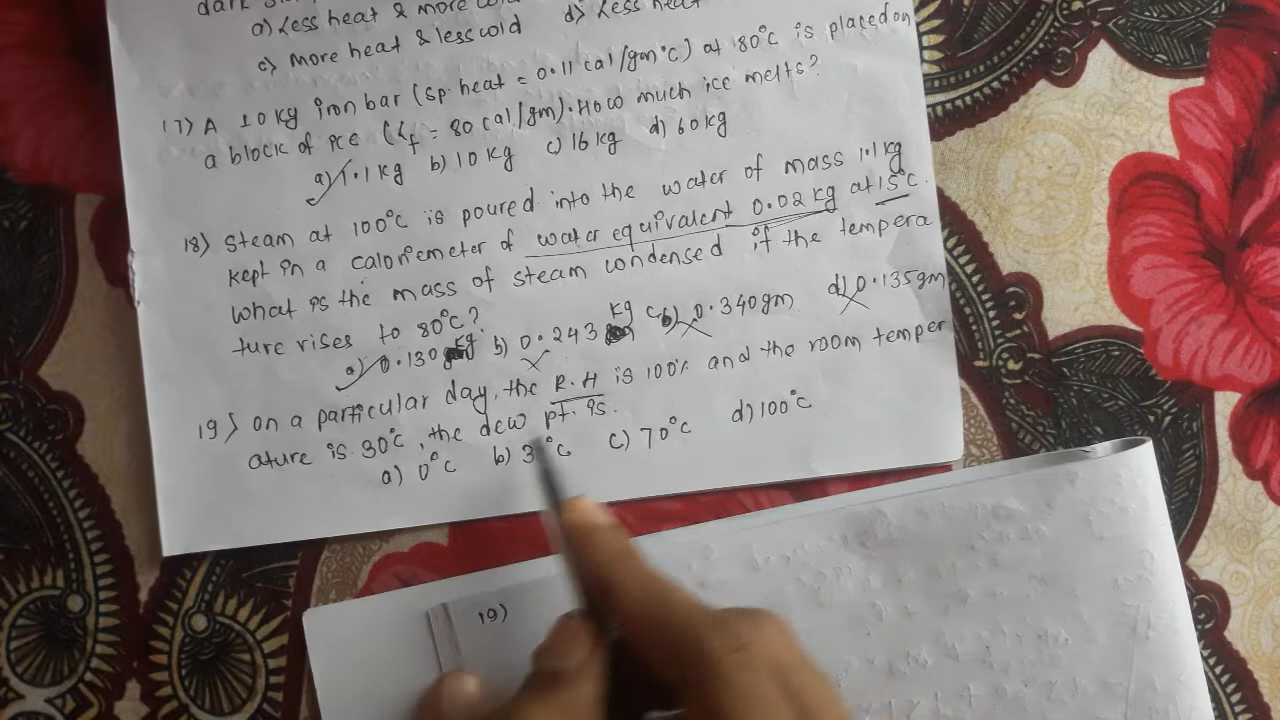 dark
a) Less heat & more cold d) Less heat
c) More heat & less cold
17) A 10 kg iron bar (sp. heat = 0.11 cal/gm°C) at 80°C is placed on
a block of ice (Lf = 80 cal/gm). How much ice melts?
a) 1.1 kg b) 10 kg c) 16 kg d) 60 kg
18) Steam at 100°C is poured into the water of mass 1.1 kg
kept in a caloriemeter of water equivalent 0.02 kg at 15°C.
What is the mass of steam condensed if the tempera
ture rises to 80°C?
a) 0.130 kg b) 0.243 kg c) 0.340 gm d) 0.135 gm
19) On a particular day, the R.H is 100% and the room temper
ature is 30°C, the dew pt. is.
a) 0°C b) 3 °C c) 70°C d) 100°C
19)